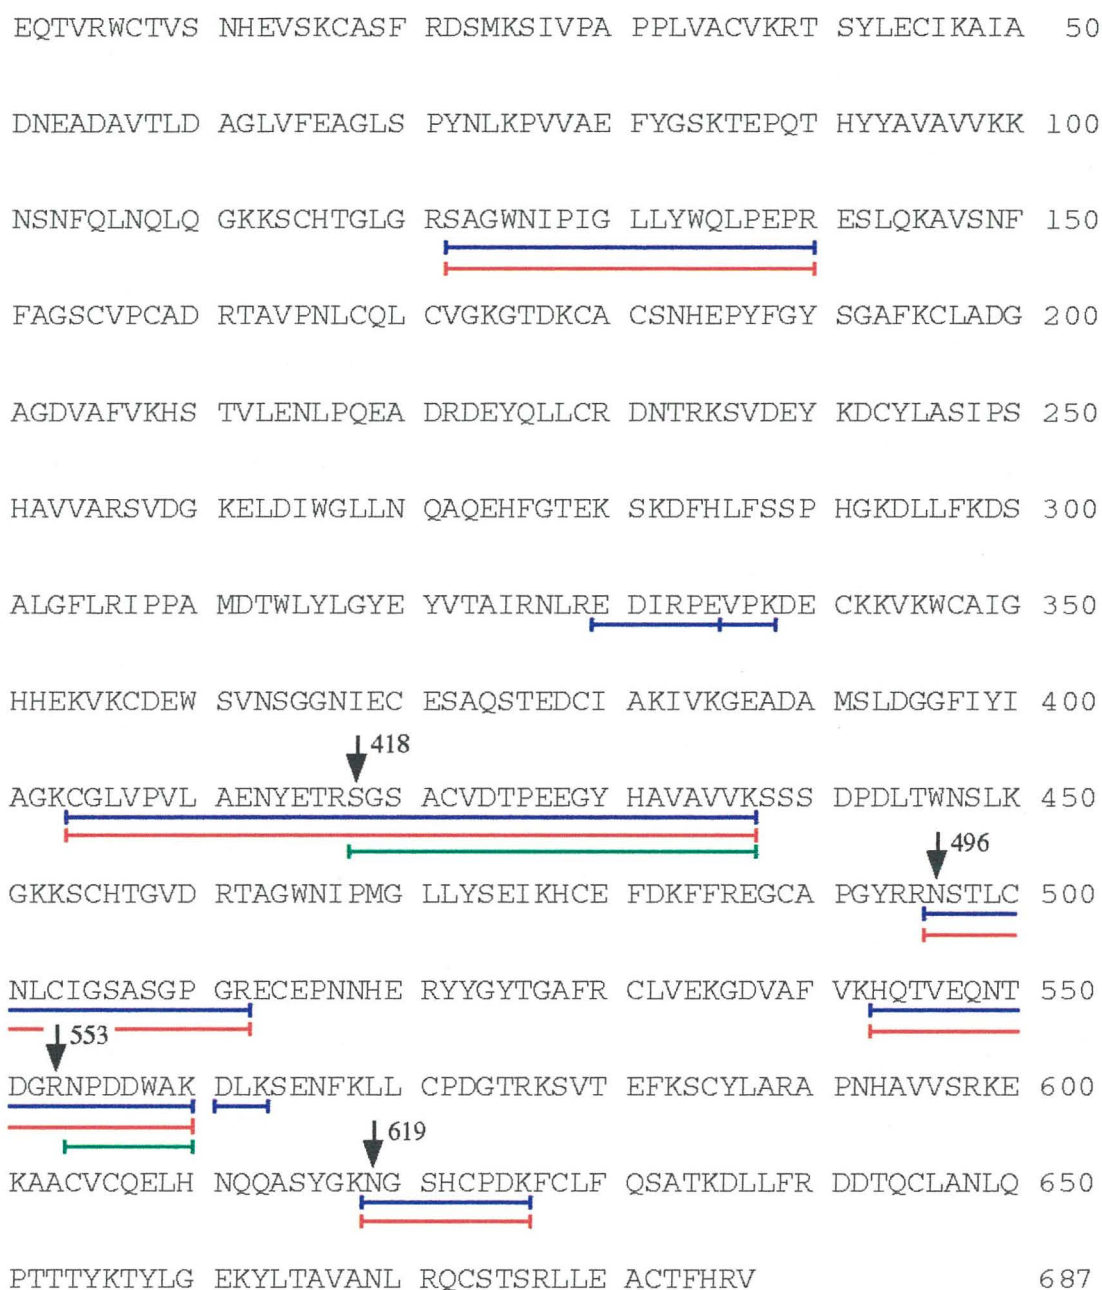 EQTVRWCTVS NHEVSKCASF RDSMKSIVPA PPLVACVKRT SYLECIKAIA 50
DNEADAVTLD AGLVFEAGLS PYNLKPVVAE FYGSKTEPQT HYYAVAVVKK 100
NSNFQLNQLQ GKKSCHTGLG RSAGWNIPIG LLYWQLPEPR ESLQKAVSNF 150
FAGSCVPCAD RTAVPNLCQL CVGKGTDKCA CSNHEPYFGY SGAFKCLADG 200
AGDVAFVKHS TVLENLPQEA DRDEYQLLCR DNTRKSVDEY KDCYLASIPS 250
HAVVARSVDG KELDIWGLLN QAQEHFGTEK SKDFHLFSSP HGKDLLFKDS 300
ALGFLRIPPA MDTWLYLGYE YVTAIRNLRE DIRPEVPKDE CKKVKWCAIG 350
HHEKVKCDEW SVNSGGNIEC ESAQSTEDCI AKIVKGEADA MSLDGGFIYI 400
418
AGKCGLVPVL AENYETRSGS ACVDTPEEGY HAVAVVKSSS DPDLTWNSLK 450
496
GKKSCHTGVD RTAGWNIPMG LLYSEIKHCE FDKFFREGCA PGYRRNSTLC 500
NLCIGSASGP GRECEPNNHE RYYGYTGAFR CLVEKGDVAF VKHQTVEQNT 550
553
DGRNPDDWAK DLKSENFKLL CPDGTRKSVT EFKSCYLARA PNHAVVSRKE 600
619
KAACVCQELH NQQASYGKNG SHCPDKFCLF QSATKDLLFR DDTQCLANLQ 650
PTTTYKTYLG EKYLTAVANL RQCSTSRLLE ACTFHRV 687